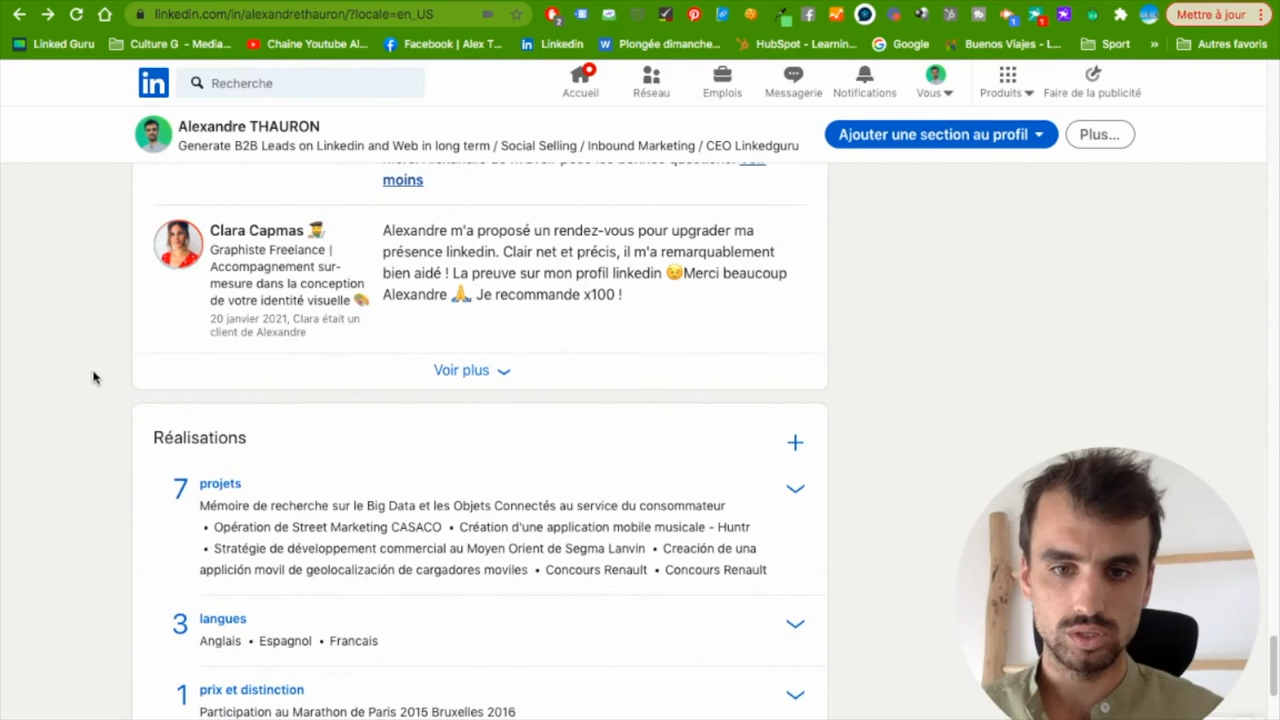 linkedin.com/in/alexandrethauron/?locale=en_US
Mettre à jour
Linked Guru
Culture G - Media...
Chaine Youtube Al...
Facebook | Alex T...
Linkedin
Plongée dimanche...
HubSpot - Learnin...
Google
Buenos Viajes - L...
Sport
»
Autres favoris
in
Recherche
Accueil
Réseau
Emplois
Messagerie
Notifications
Vous
Produits
Faire de la publicité
Alexandre THAURON
Generate B2B Leads on Linkedin and Web in long term / Social Selling / Inbound Marketing / CEO Linkedguru
Ajouter une section au profil
Plus...
moins
Clara Capmas
Graphiste Freelance |
Accompagnement sur-
mesure dans la conception
de votre identité visuelle 🎨
20 janvier 2021, Clara était un
client de Alexandre
Alexandre m'a proposé un rendez-vous pour upgrader ma
présence linkedin. Clair net et précis, il m'a remarquablement
bien aidé ! La preuve sur mon profil linkedin 😉Merci beaucoup
Alexandre 🙏 Je recommande x100 !
Voir plus
Réalisations
7 projets
Mémoire de recherche sur le Big Data et les Objets Connectés au service du consommateur
• Opération de Street Marketing CASACO • Création d'une application mobile musicale - Huntr
• Stratégie de développement commercial au Moyen Orient de Segma Lanvin • Creación de una
applición movil de geolocalización de cargadores moviles • Concours Renault • Concours Renault
3 langues
Anglais • Espagnol • Francais
1 prix et distinction
Participation au Marathon de Paris 2015 Bruxelles 2016